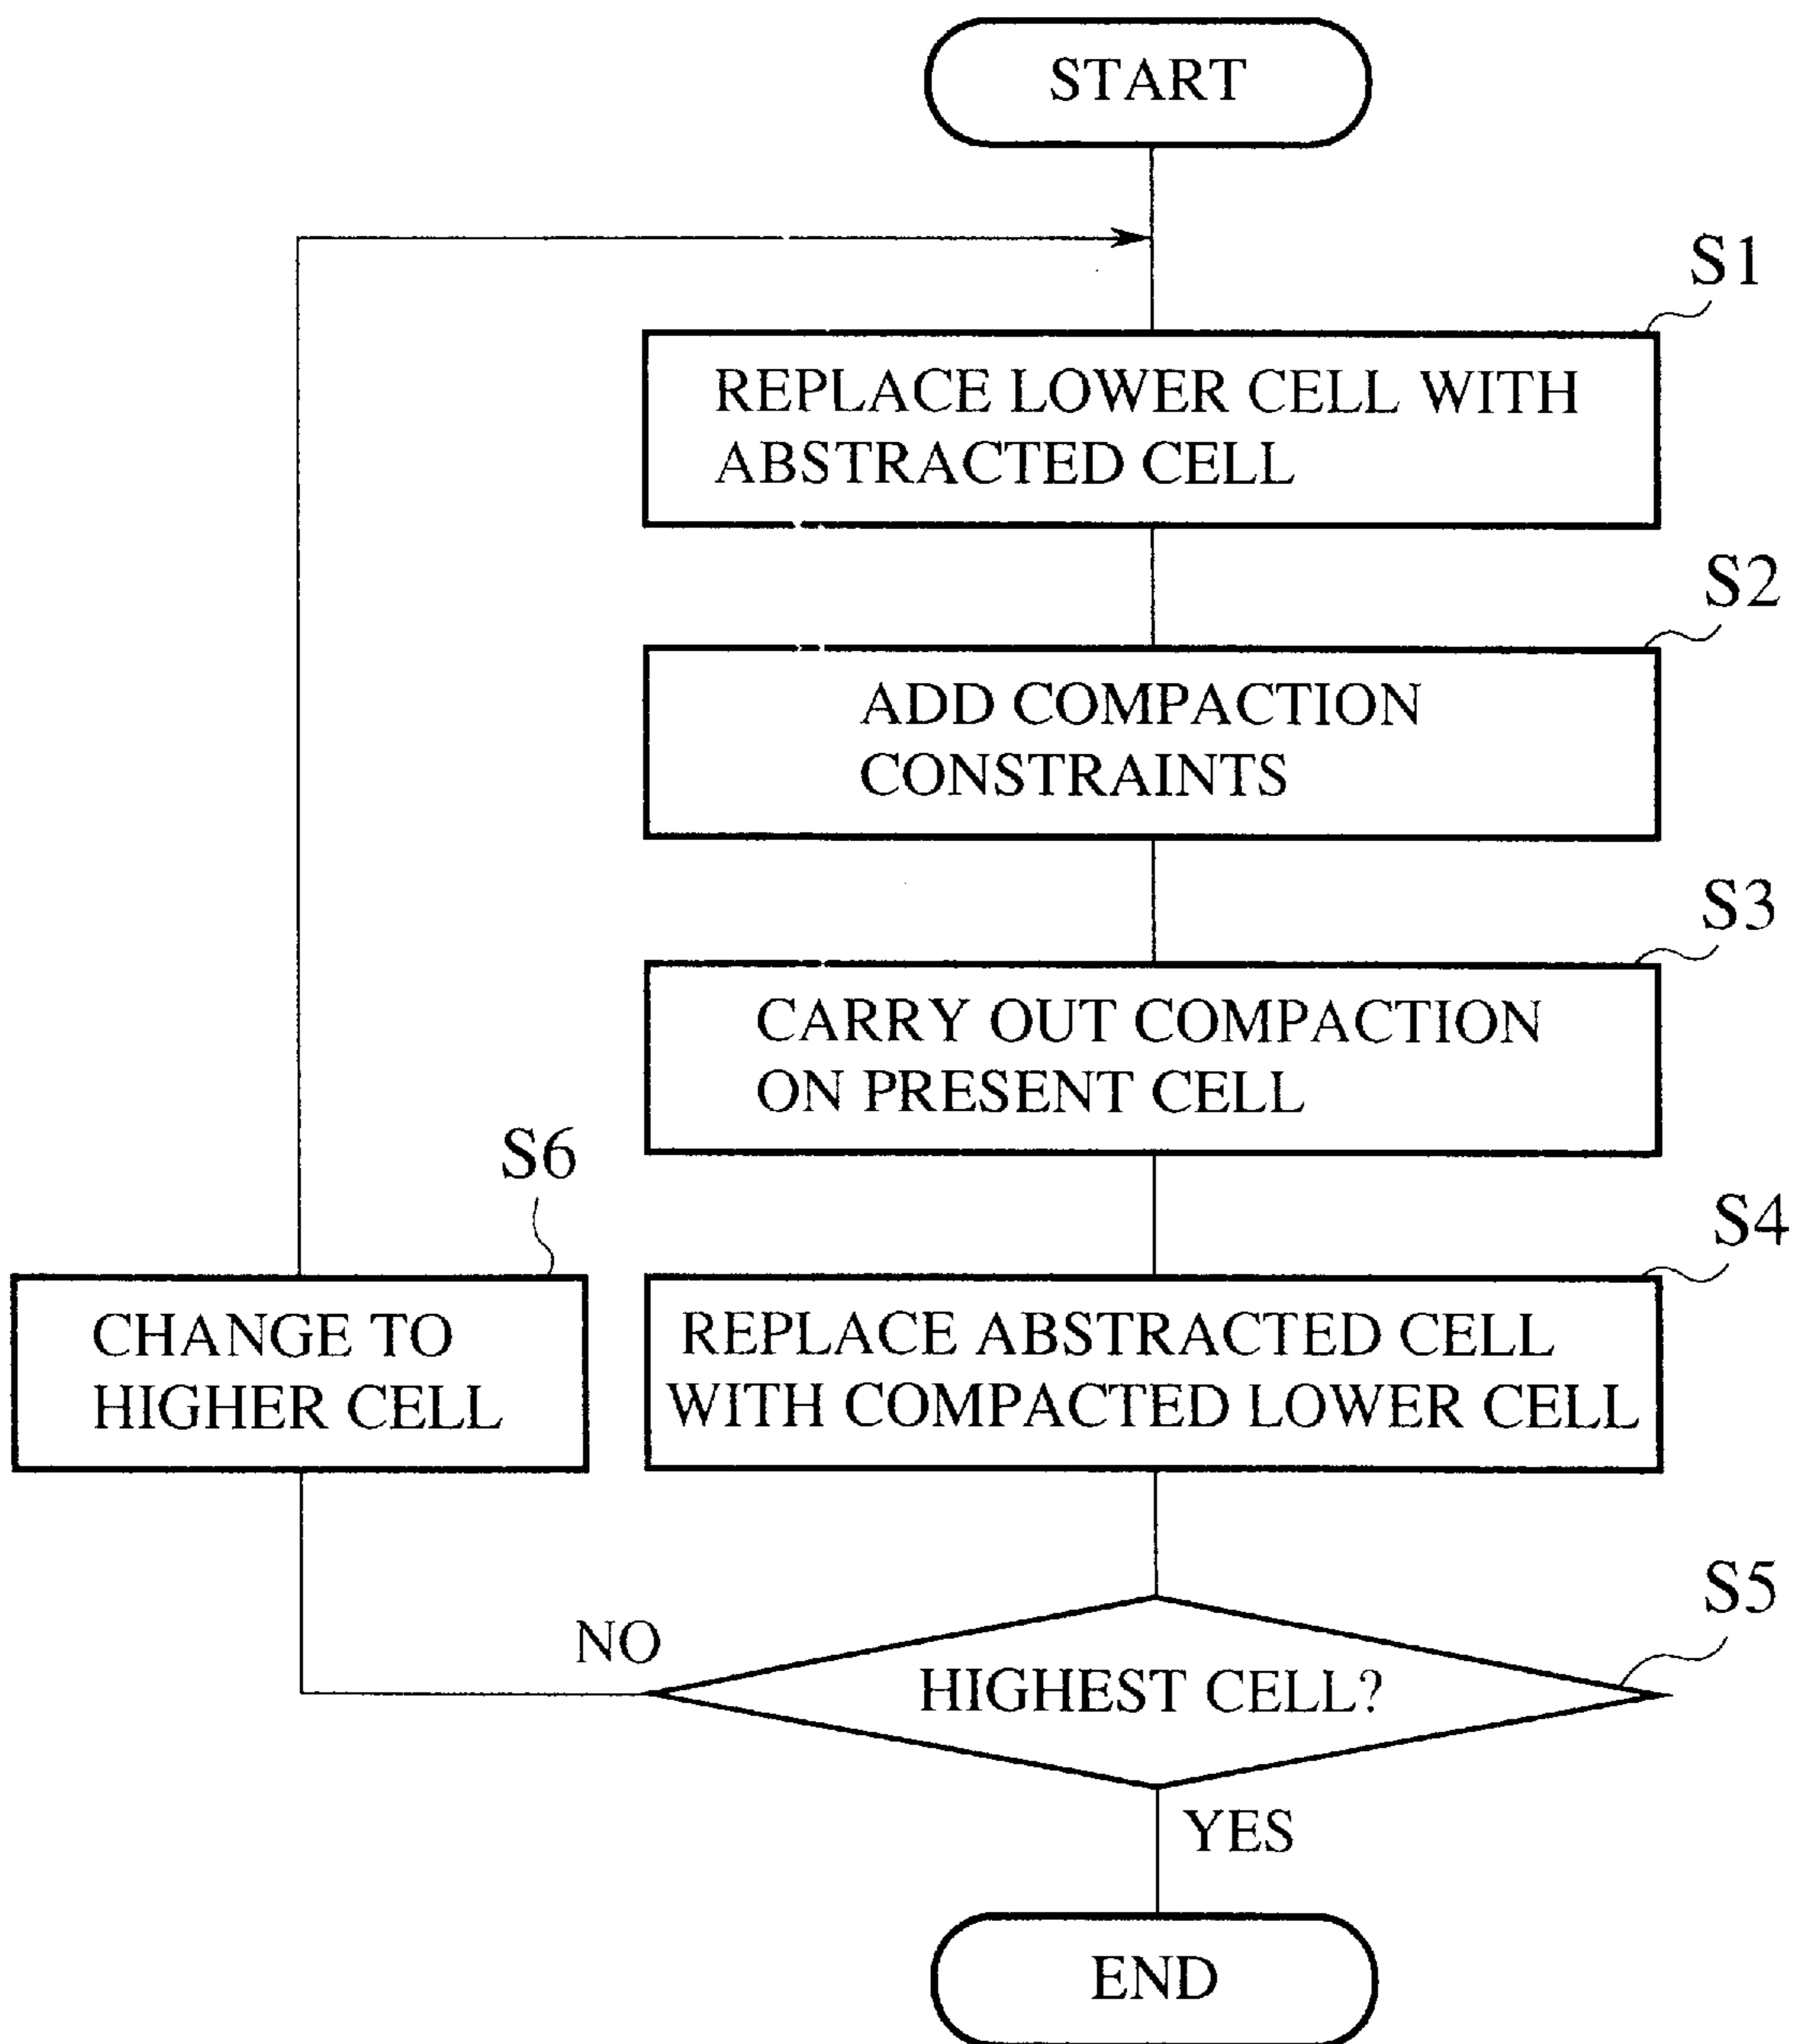 START
S1
REPLACE LOWER CELL WITH
ABSTRACTED CELL
S2
ADD COMPACTION
CONSTRAINTS
S3
CARRY OUT COMPACTION
ON PRESENT CELL
S6
CHANGE TO
HIGHER CELL
S4
REPLACE ABSTRACTED CELL
WITH COMPACTED LOWER CELL
S5
NO
HIGHEST CELL?
YES
END